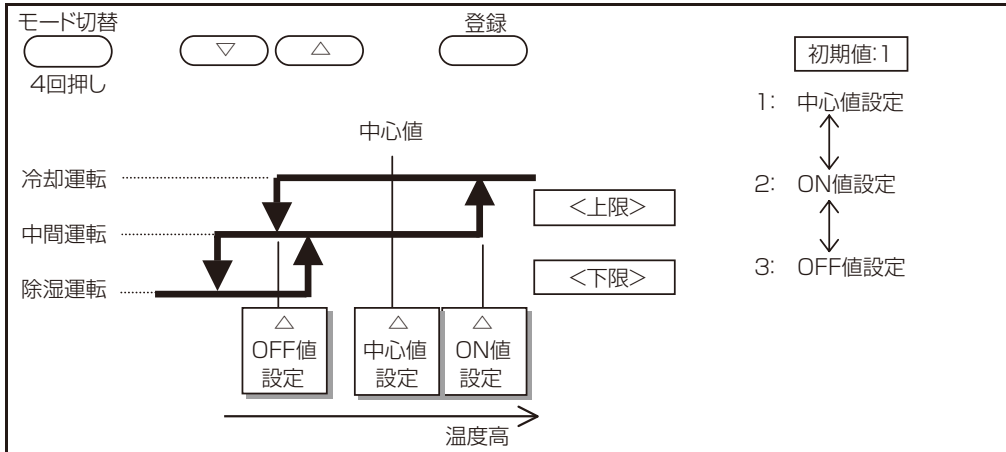 モード切替
▽
△
登録
4回押し
初期値:1
1: 中心値設定
2: ON値設定
3: OFF値設定
中心値
冷却運転
中間運転
除湿運転
<上限>
<下限>
△
OFF値
設定
△
中心値
設定
△
ON値
設定
温度高